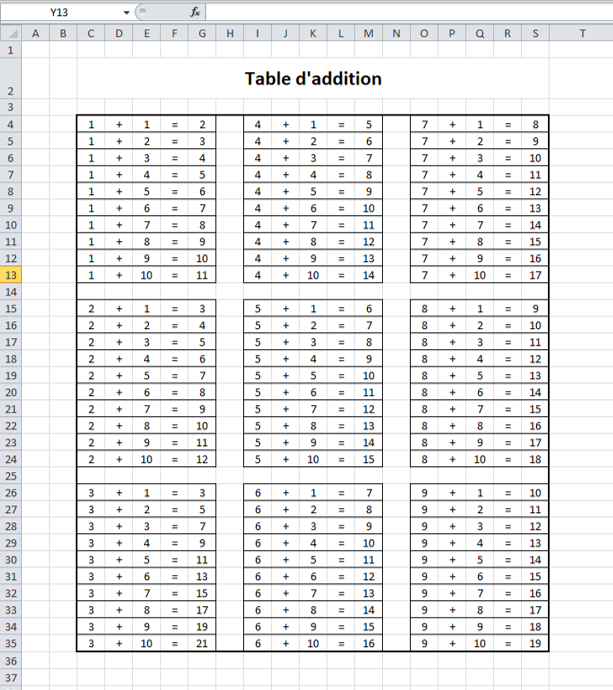 Y13 fx
A B C D E F G H I J K L M N O P Q R S T
1
2 Table d'addition
3
4 1 + 1 = 2 4 + 1 = 5 7 + 1 = 8
5 1 + 2 = 3 4 + 2 = 6 7 + 2 = 9
6 1 + 3 = 4 4 + 3 = 7 7 + 3 = 10
7 1 + 4 = 5 4 + 4 = 8 7 + 4 = 11
8 1 + 5 = 6 4 + 5 = 9 7 + 5 = 12
9 1 + 6 = 7 4 + 6 = 10 7 + 6 = 13
10 1 + 7 = 8 4 + 7 = 11 7 + 7 = 14
11 1 + 8 = 9 4 + 8 = 12 7 + 8 = 15
12 1 + 9 = 10 4 + 9 = 13 7 + 9 = 16
13 1 + 10 = 11 4 + 10 = 14 7 + 10 = 17
14
15 2 + 1 = 3 5 + 1 = 6 8 + 1 = 9
16 2 + 2 = 4 5 + 2 = 7 8 + 2 = 10
17 2 + 3 = 5 5 + 3 = 8 8 + 3 = 11
18 2 + 4 = 6 5 + 4 = 9 8 + 4 = 12
19 2 + 5 = 7 5 + 5 = 10 8 + 5 = 13
20 2 + 6 = 8 5 + 6 = 11 8 + 6 = 14
21 2 + 7 = 9 5 + 7 = 12 8 + 7 = 15
22 2 + 8 = 10 5 + 8 = 13 8 + 8 = 16
23 2 + 9 = 11 5 + 9 = 14 8 + 9 = 17
24 2 + 10 = 12 5 + 10 = 15 8 + 10 = 18
25
26 3 + 1 = 3 6 + 1 = 7 9 + 1 = 10
27 3 + 2 = 5 6 + 2 = 8 9 + 2 = 11
28 3 + 3 = 7 6 + 3 = 9 9 + 3 = 12
29 3 + 4 = 9 6 + 4 = 10 9 + 4 = 13
30 3 + 5 = 11 6 + 5 = 11 9 + 5 = 14
31 3 + 6 = 13 6 + 6 = 12 9 + 6 = 15
32 3 + 7 = 15 6 + 7 = 13 9 + 7 = 16
33 3 + 8 = 17 6 + 8 = 14 9 + 8 = 17
34 3 + 9 = 19 6 + 9 = 15 9 + 9 = 18
35 3 + 10 = 21 6 + 10 = 16 9 + 10 = 19
36
37